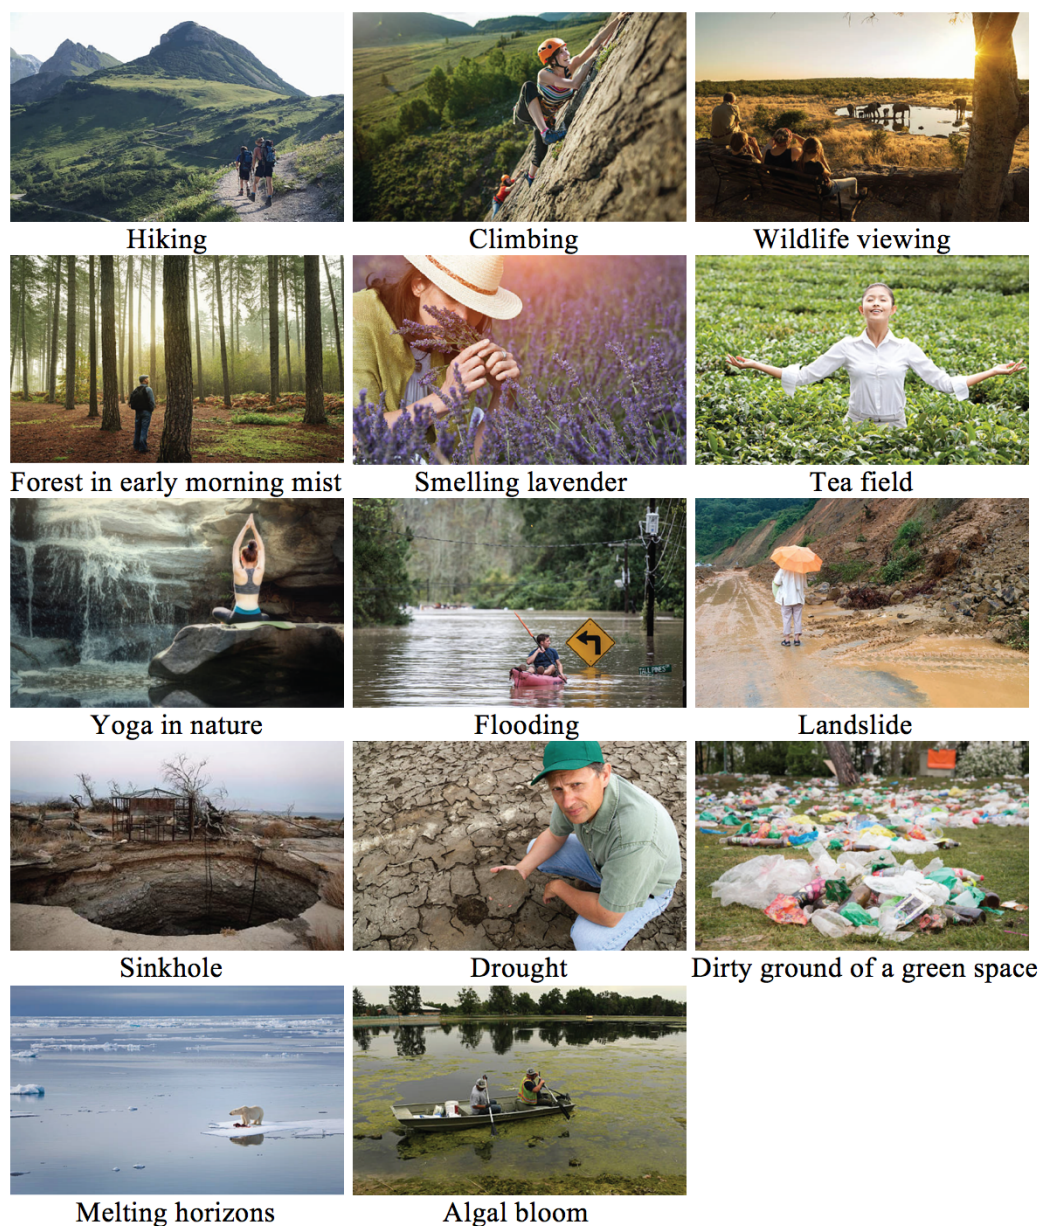 Hiking
Climbing
Wildlife viewing
Forest in early morning mist
Smelling lavender
Tea field
Yoga in nature
Flooding
Landslide
Sinkhole
Drought
Dirty ground of a green space
Melting horizons
Algal bloom